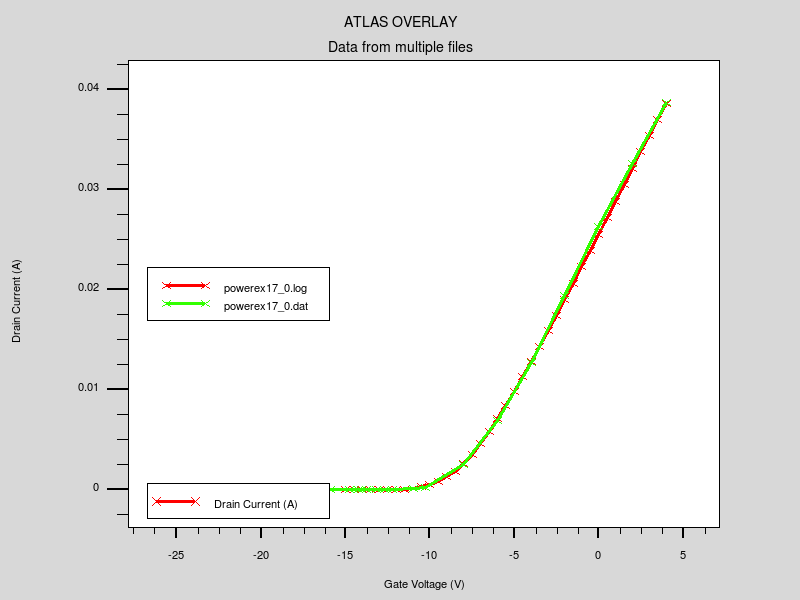 ATLAS OVERLAY
Data from multiple files
Drain Current (A)
0.04
0.03
0.02
0.01
0
powerex17_0.log
powerex17_0.dat
Drain Current (A)
-25
-20
-15
-10
-5
0
5
Gate Voltage (V)